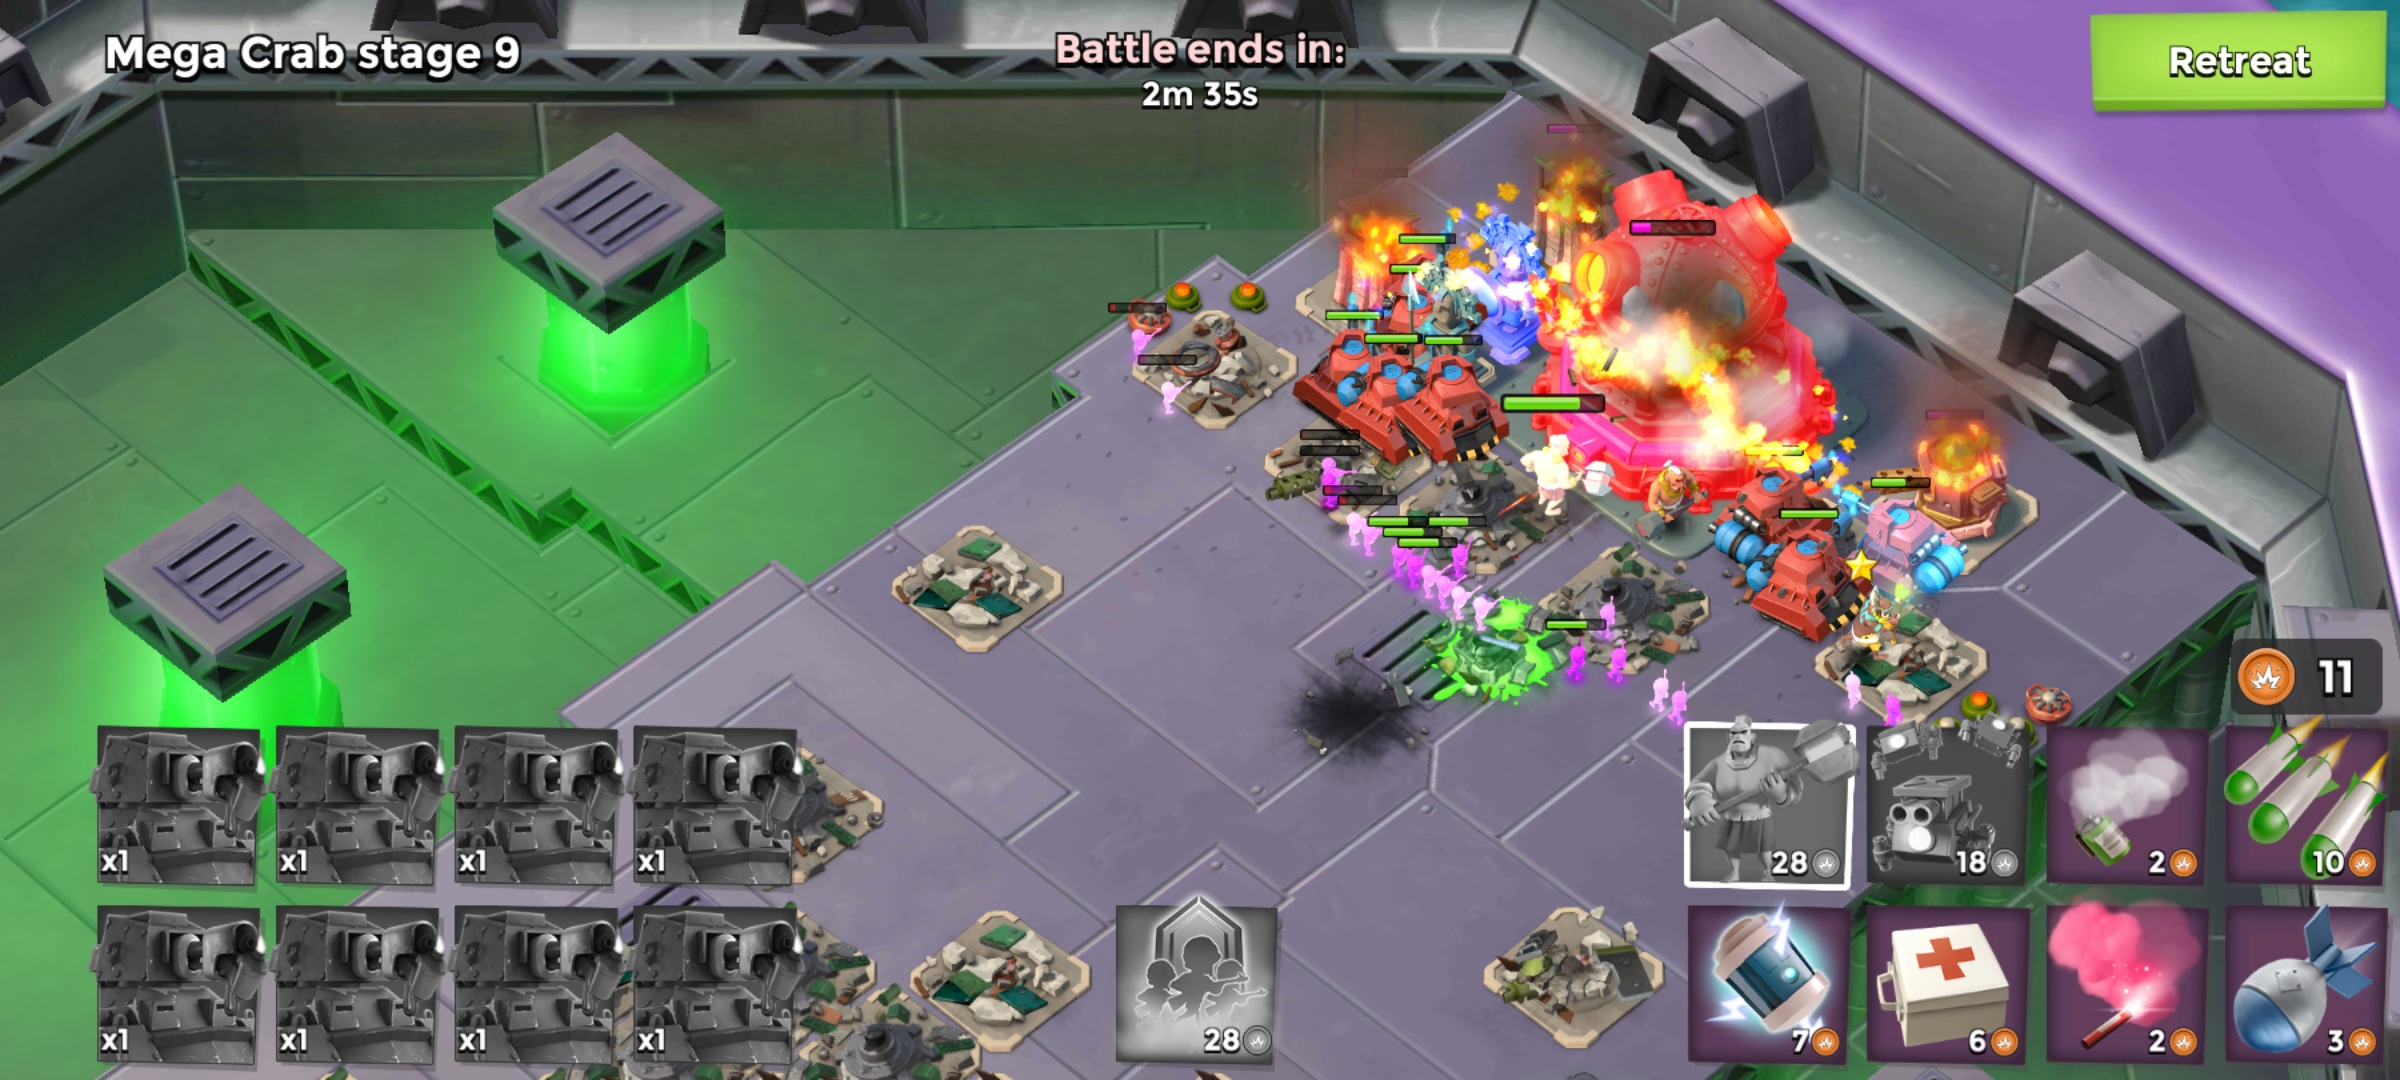 Mega Crab stage 9
Battle ends in:
2m 35s
Retreat
11
x1
x1
x1
x1
28
18
2
10
x1
x1
x1
x1
28
7
6
2
3